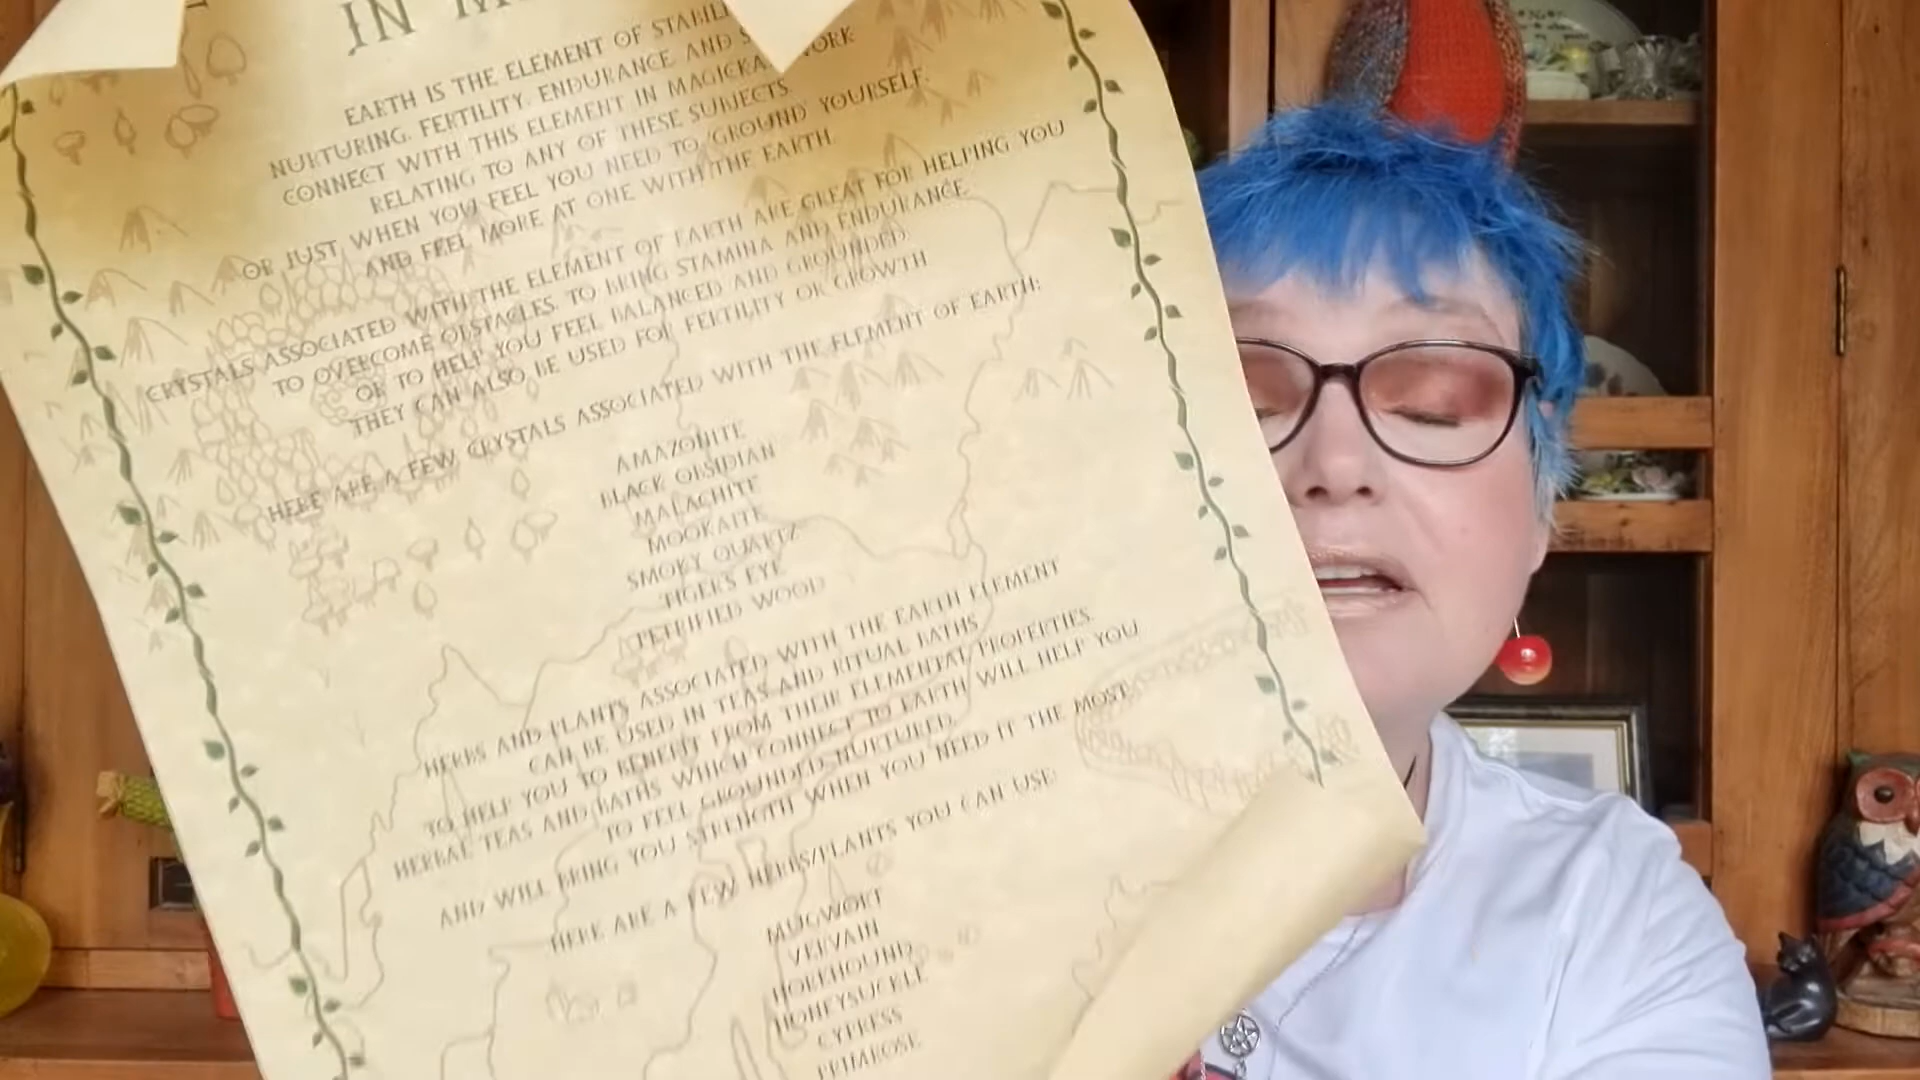 IN
EARTH IS THE ELEMENT OF
NURTURING, FERTILITY, ENDURANCE AND
CONNECT WITH THIS ELEMENT IN MAGICKAL WORK
RELATING TO ANY OF THESE SUBJECTS
OR JUST WHEN YOU FEEL YOU NEED TO GROUND YOURSELF.
AND FEEL MORE AT ONE WITH THE EARTH
CRYSTALS ASSOCIATED WITH THE ELEMENT OF EARTH ARE GREAT FOR HELPING YOU
TO OVERCOME OBSTACLES, TO BRING STAMINA AND ENDURANCE,
OR TO HELP YOU FEEL BALANCED AND GROUNDED.
THEY CAN ALSO BE USED FOR FERTILITY OR GROWTH
HERE ARE A FEW CRYSTALS ASSOCIATED WITH THE ELEMENT OF EARTH:
AMAZONITE
BLACK OBSIDIAN
MALACHITE
MOOKAITE
SMOKY QUARTZ
TIGERS EYE
PETRIFIED WOOD
HERBS AND PLANTS ASSOCIATED WITH THE EARTH ELEMENT
CAN BE USED IN TEAS AND RITUAL BATHS
TO HELP YOU TO BENEFIT FROM THEIR ELEMENTAL PROPERTIES.
HERBAL TEAS AND BATHS WHICH CONNECT TO EARTH WILL HELP YOU
TO FEEL GROUNDED, NURTURED,
AND WILL BRING YOU STRENGTH WHEN YOU NEED IT THE MOST.
HERE ARE A FEW HERBS/PLANTS YOU CAN USE:
MUGWORT
VERVAIN
HOREHOUND
HONEYSUCKLE
CYPRESS
PRIMROSE